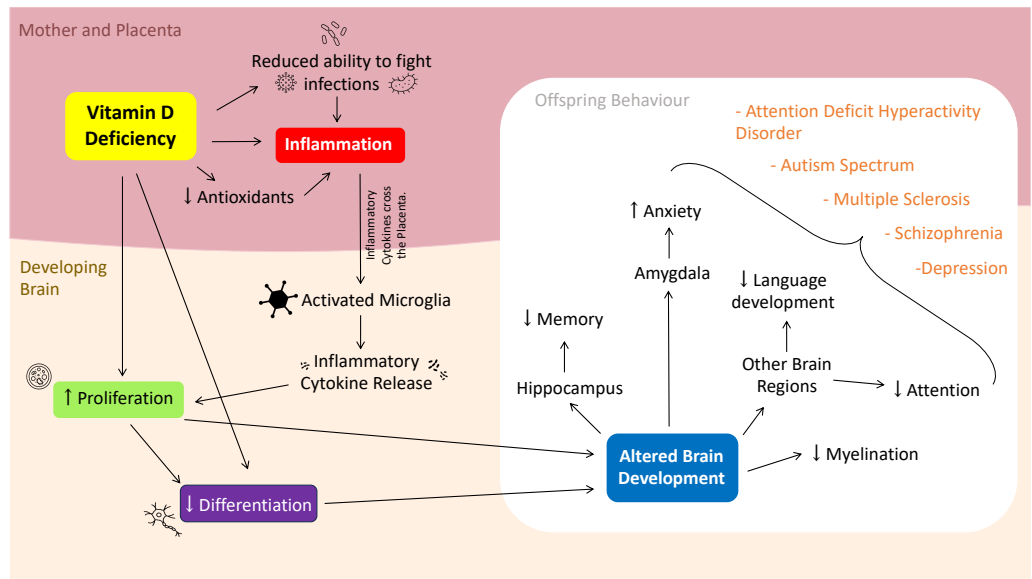 Mother and Placenta
Reduced ability to fight
infections
Vitamin D
Deficiency
Inflammation
↓ Antioxidants
Inflammatory
Cytokines cross
the Placenta.
Developing
Brain
Activated Microglia
Inflammatory
Cytokine Release
↑ Proliferation
↓ Differentiation
Offspring Behaviour
- Attention Deficit Hyperactivity
Disorder
- Autism Spectrum
- Multiple Sclerosis
- Schizophrenia
-Depression
↑ Anxiety
Amygdala
↓ Language
development
↓ Memory
Hippocampus
Other Brain
Regions
↓ Attention
Altered Brain
Development
↓ Myelination